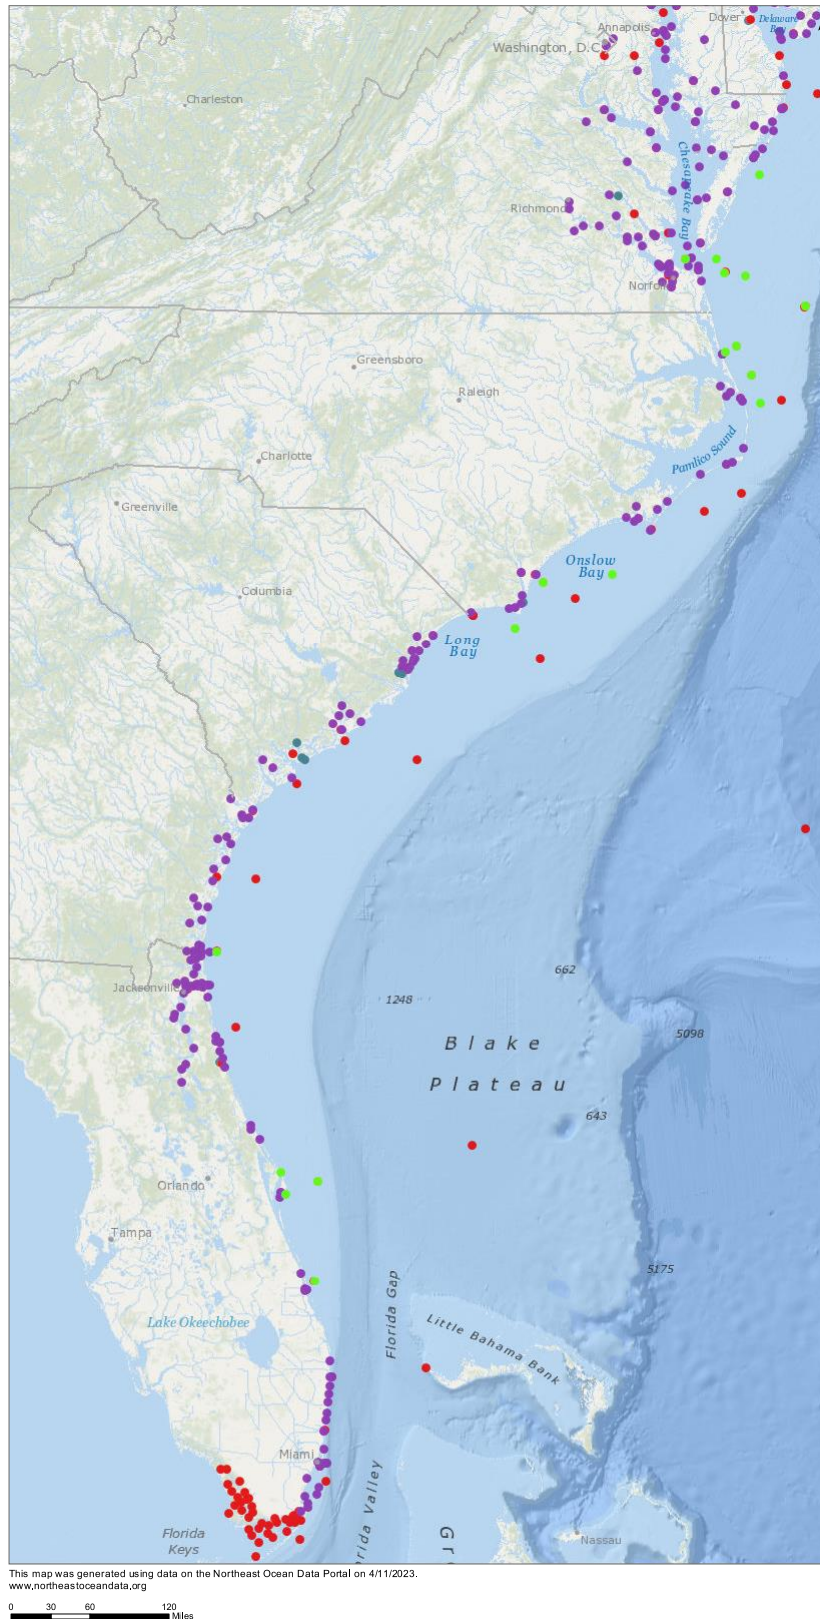 Annapolis
Dover
Delaware
Bay
Washington, D.C.
Charleston
Chesapeake Bay
Richmond
Norfolk
Greensboro
Raleigh
Charlotte
Pamlico Sound
Greenville
Onslow
Bay
Columbia
Long
Bay
662
Jacksonville
1248
5098
Blake
Plateau
643
Orlando
Tampa
5175
Florida Gap
Lake Okeechobee
Little Bahama Bank
Miami
rida Valley
Florida
Keys
Gr
Nassau
This map was generated using data on the Northeast Ocean Data Portal on 4/11/2023.
www.northeastoceandata.org
0 30 60 120
Miles